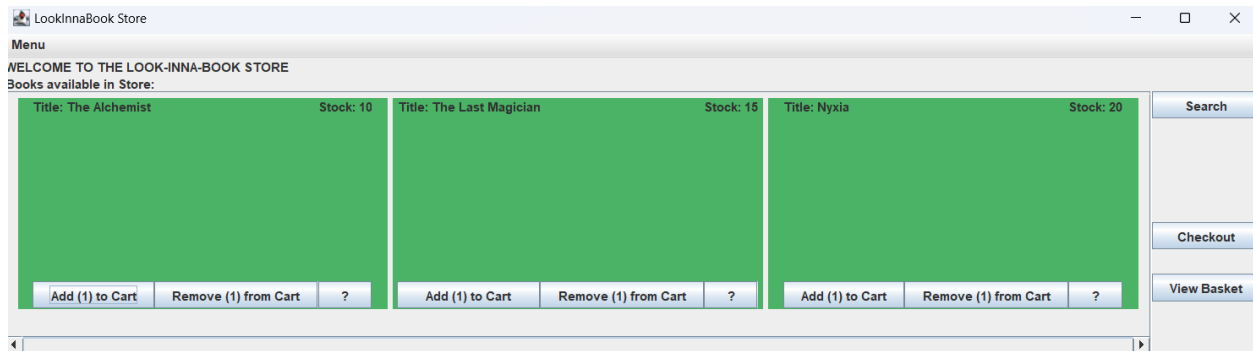 LookInnaBook Store
Menu
WELCOME TO THE LOOK-INNA-BOOK STORE
Books available in Store:
Title: The Alchemist Stock: 10 Title: The Last Magician Stock: 15 Title: Nyxia Stock: 20 Search
Checkout
Add (1) to Cart Remove (1) from Cart ? Add (1) to Cart Remove (1) from Cart ? Add (1) to Cart Remove (1) from Cart ? View Basket